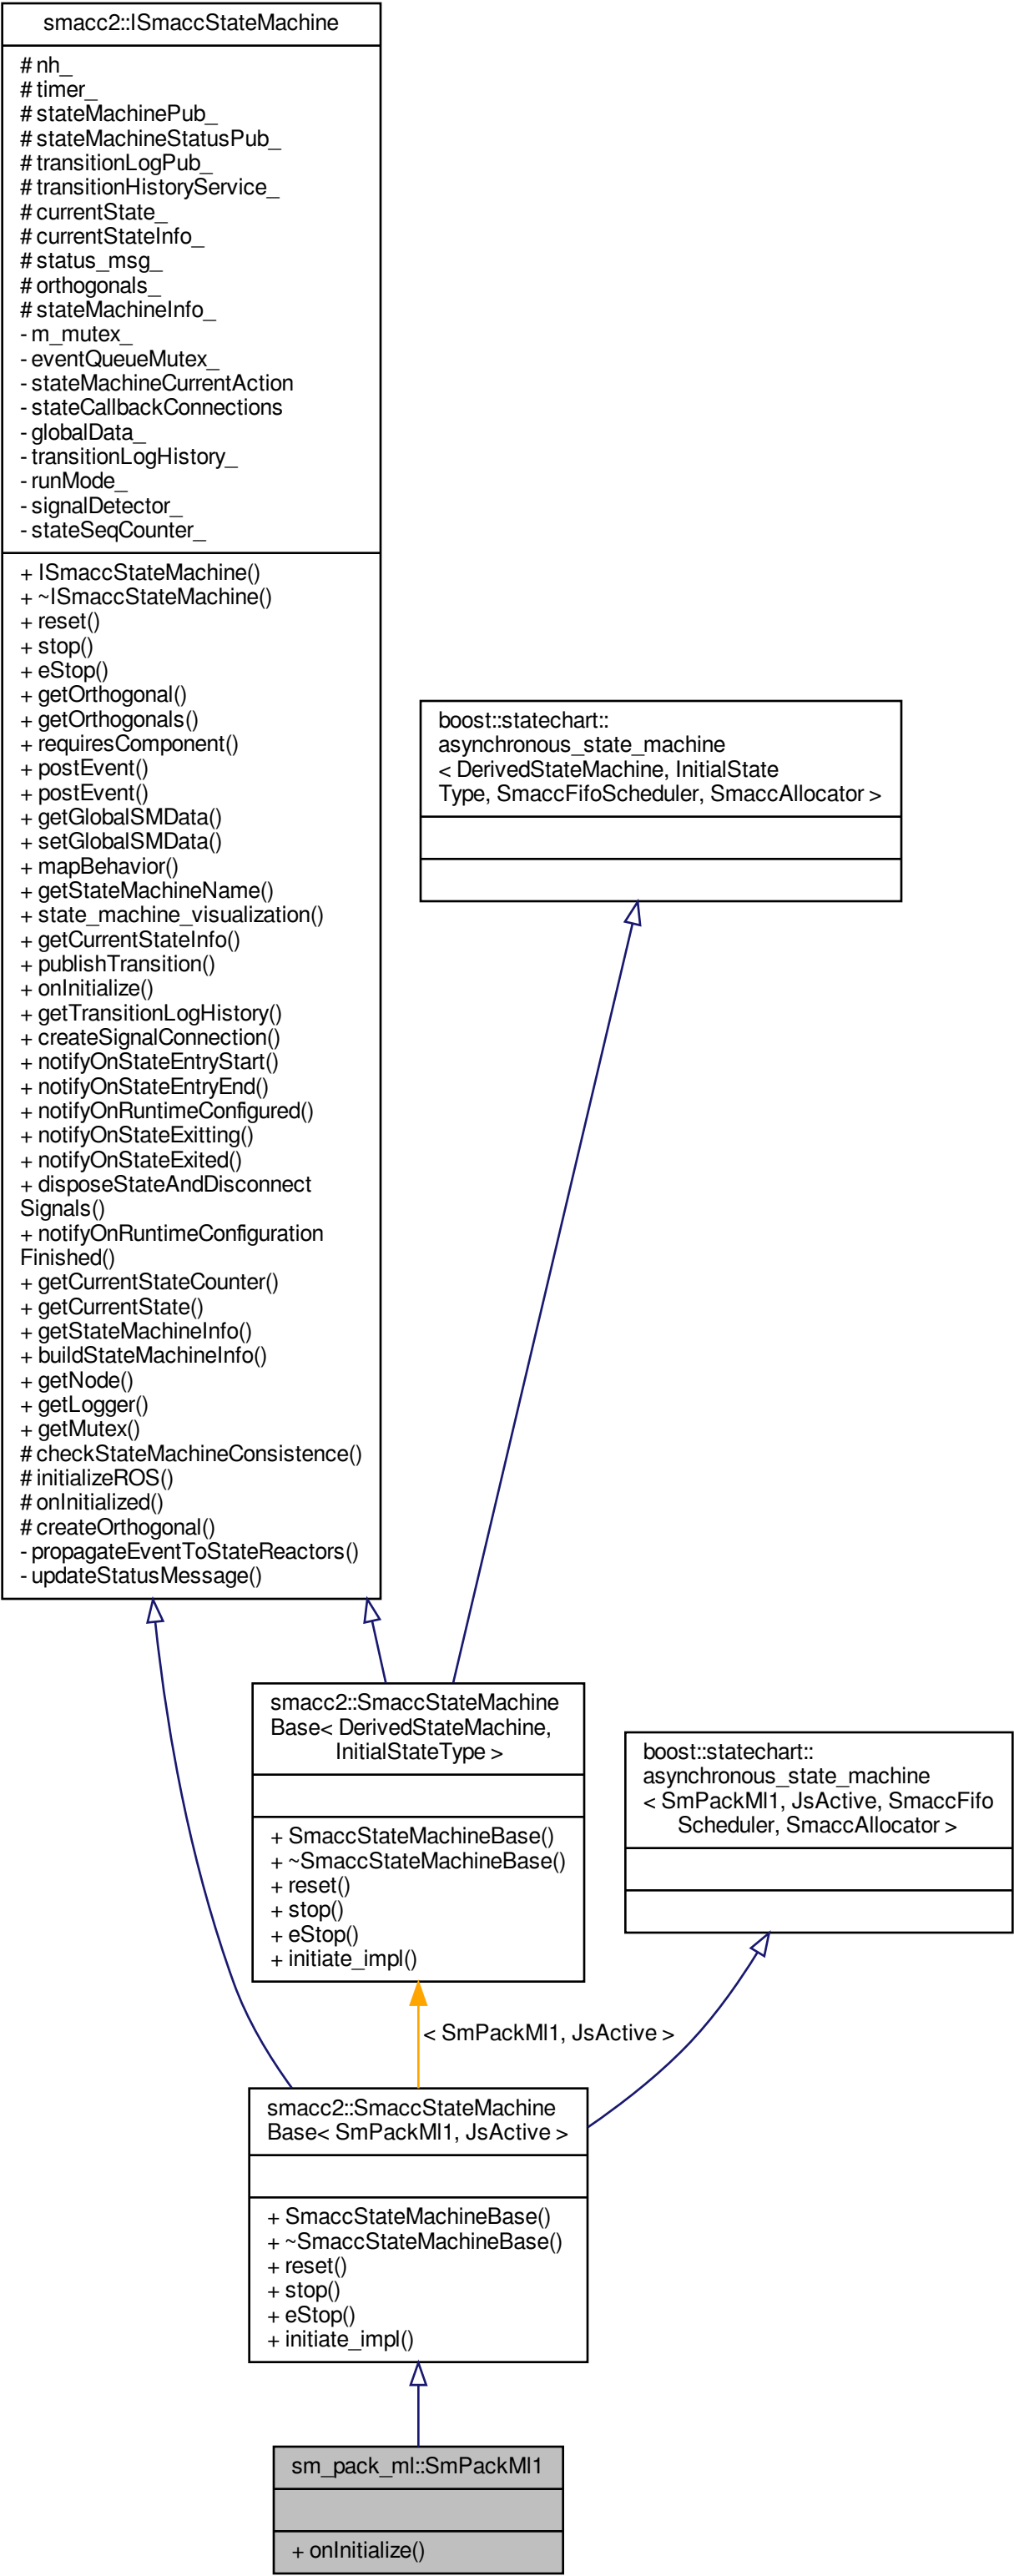 smacc2::ISmaccStateMachine
# nh_
# timer_
# stateMachinePub_
# stateMachineStatusPub_
# transitionLogPub_
# transitionHistoryService_
# currentState_
# currentStateInfo_
# status_msg_
# orthogonals_
# stateMachineInfo_
- m_mutex_
- eventQueueMutex_
- stateMachineCurrentAction
- stateCallbackConnections
- globalData_
- transitionLogHistory_
- runMode_
- signalDetector_
- stateSeqCounter_
+ ISmaccStateMachine()
+ ~ISmaccStateMachine()
+ reset()
+ stop()
+ eStop()
+ getOrthogonal()
+ getOrthogonals()
+ requiresComponent()
+ postEvent()
+ postEvent()
+ getGlobalSMData()
+ setGlobalSMData()
+ mapBehavior()
+ getStateMachineName()
+ state_machine_visualization()
+ getCurrentStateInfo()
+ publishTransition()
+ onInitialize()
+ getTransitionLogHistory()
+ createSignalConnection()
+ notifyOnStateEntryStart()
+ notifyOnStateEntryEnd()
+ notifyOnRuntimeConfigured()
+ notifyOnStateExitting()
+ notifyOnStateExited()
+ disposeStateAndDisconnect
Signals()
+ notifyOnRuntimeConfiguration
Finished()
+ getCurrentStateCounter()
+ getCurrentState()
+ getStateMachineInfo()
+ buildStateMachineInfo()
+ getNode()
+ getLogger()
+ getMutex()
# checkStateMachineConsistence()
# initializeROS()
# onInitialized()
# createOrthogonal()
- propagateEventToStateReactors()
- updateStatusMessage()
boost::statechart::
asynchronous_state_machine
< DerivedStateMachine, InitialState
Type, SmaccFifoScheduler, SmaccAllocator >
smacc2::SmaccStateMachine
Base< DerivedStateMachine,
InitialStateType >
+ SmaccStateMachineBase()
+ ~SmaccStateMachineBase()
+ reset()
+ stop()
+ eStop()
+ initiate_impl()
boost::statechart::
asynchronous_state_machine
< SmPackMl1, JsActive, SmaccFifo
Scheduler, SmaccAllocator >
< SmPackMl1, JsActive >
smacc2::SmaccStateMachine
Base< SmPackMl1, JsActive >
+ SmaccStateMachineBase()
+ ~SmaccStateMachineBase()
+ reset()
+ stop()
+ eStop()
+ initiate_impl()
sm_pack_ml::SmPackMl1
+ onInitialize()